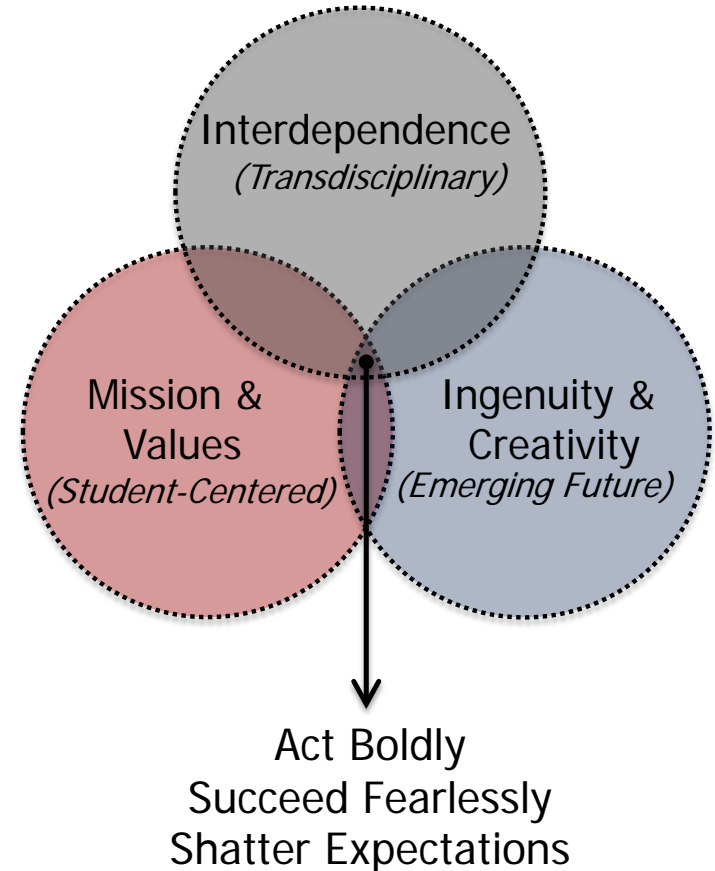 Interdependence
(Transdisciplinary)
Mission &
Values
(Student-Centered)
Ingenuity &
Creativity
(Emerging Future)
Act Boldly
Succeed Fearlessly
Shatter Expectations